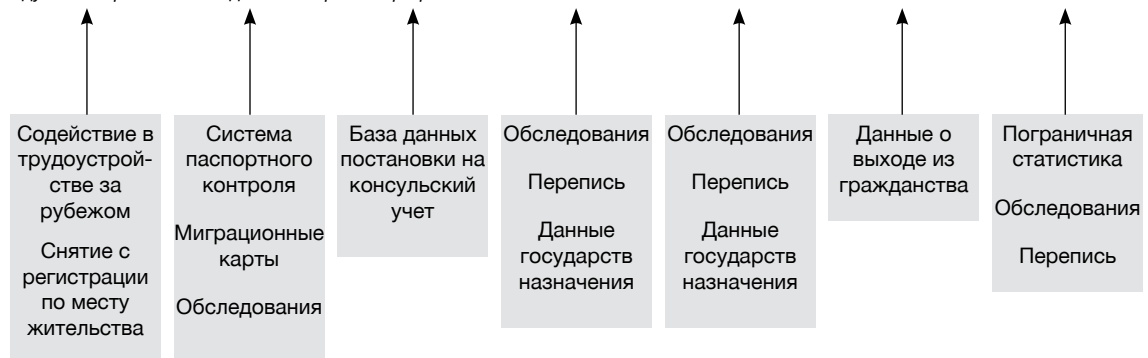 Содействие в
трудоустрой-
стве за
рубежом
Снятие с
регистрации
по месту
жительства
Система
паспортного
контроля
Миграционные
карты
Обследования
База данных
постановки на
консульский
учет
Обследования
Перепись
Данные
государств
назначения
Обследования
Перепись
Данные
государств
назначения
Данные о
выходе из
гражданства
Пограничная
статистика
Обследования
Перепись